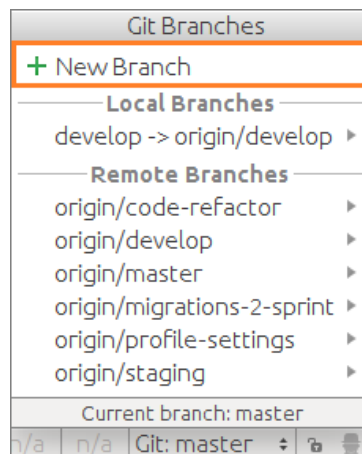 Git Branches
+ New Branch
Local Branches
develop -> origin/develop
Remote Branches
origin/code-refactor
origin/develop
origin/master
origin/migrations-2-sprint
origin/profile-settings
origin/staging
Current branch: master
n/a n/a Git: master